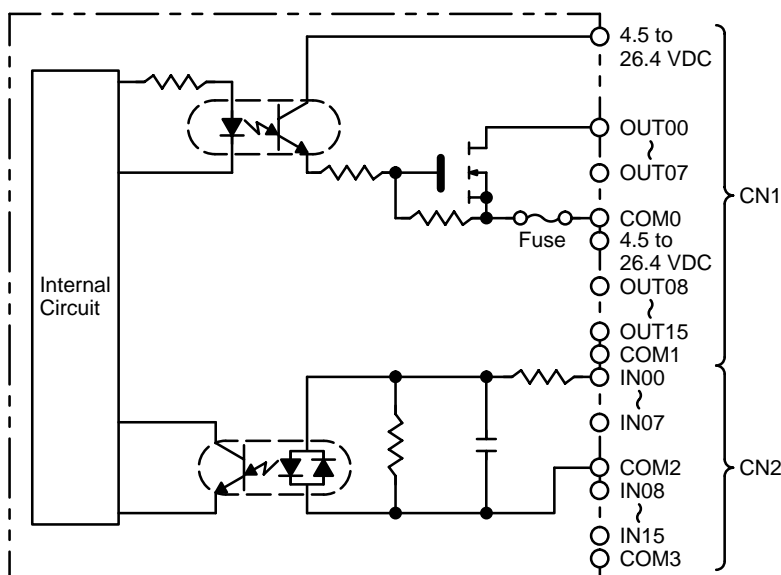 Internal
Circuit
Fuse
4.5 to
26.4 VDC
OUT00
~
OUT07
COM0
4.5 to
26.4 VDC
OUT08
~
OUT15
COM1
IN00
~
IN07
COM2
IN08
~
IN15
COM3
CN1
CN2